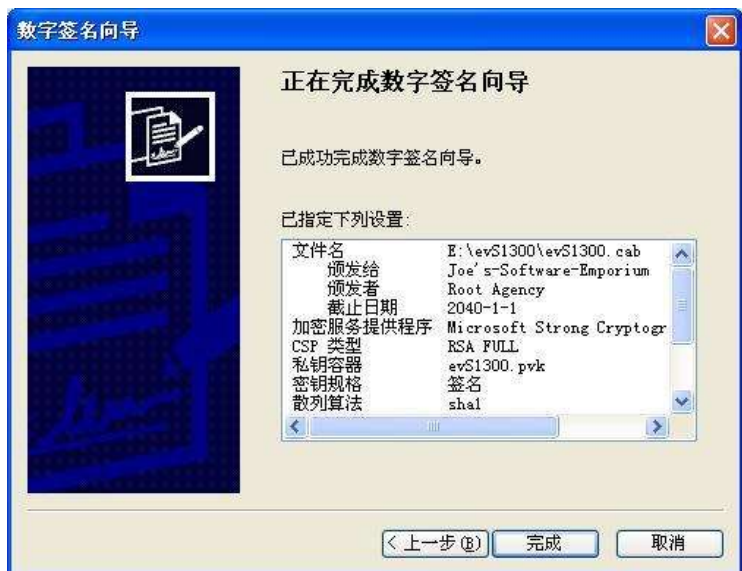 数字签名向导
正在完成数字签名向导
已成功完成数字签名向导。
已指定下列设置:
文件名 E:\evS1300\evS1300.cab
颁发给 Joe's-Software-Emporium
颁发者 Root Agency
截止日期 2040-1-1
加密服务提供程序 Microsoft Strong Cryptogr
CSP 类型 RSA FULL
私钥容器 evS1300.pvk
密钥规格 签名
散列算法 sha1
< 上一步(B) 完成 取消